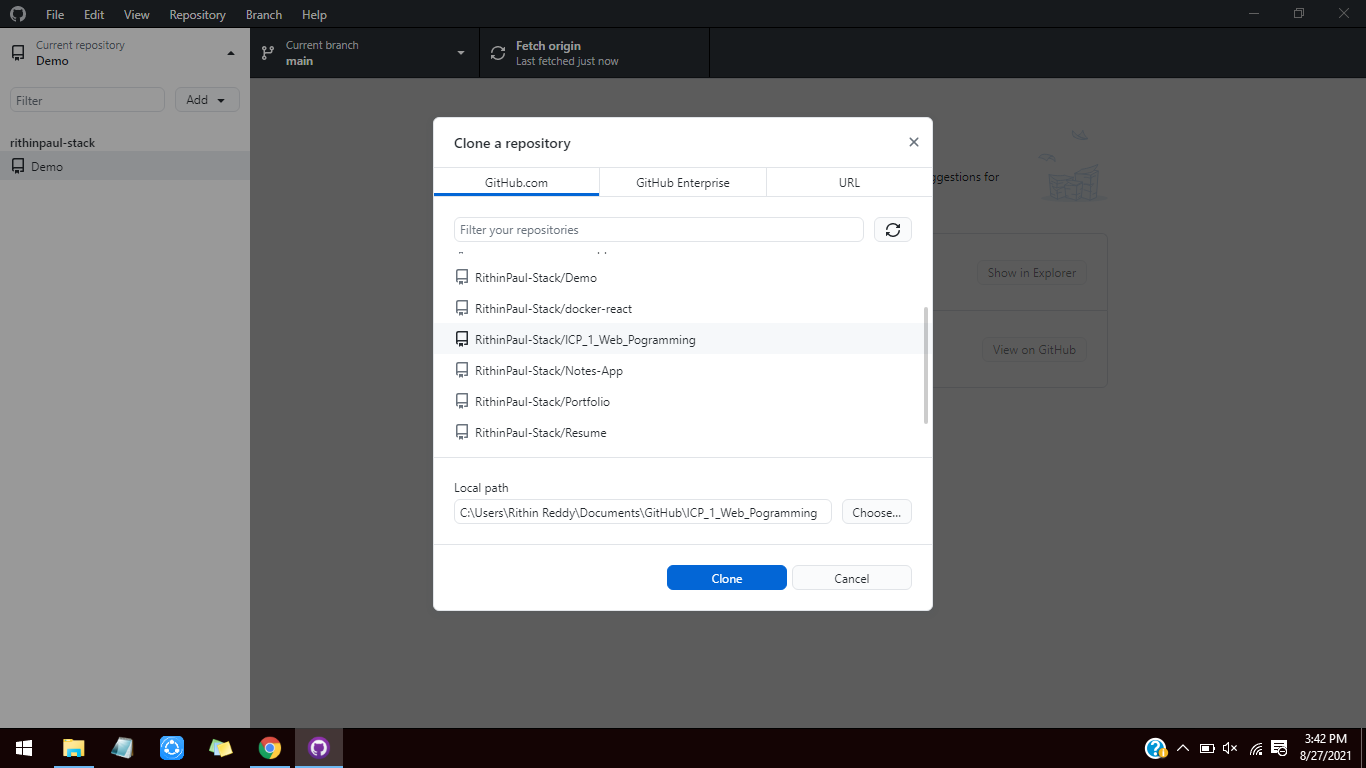 File Edit View Repository Branch Help
Current repository
Demo
Current branch
main
Fetch origin
Last fetched just now
Filter
Add
rithinpaul-stack
Demo
Clone a repository
GitHub.com GitHub Enterprise URL
Filter your repositories
RithinPaul-Stack/Demo
RithinPaul-Stack/docker-react
RithinPaul-Stack/ICP_1_Web_Pogramming
RithinPaul-Stack/Notes-App
RithinPaul-Stack/Portfolio
RithinPaul-Stack/Resume
Local path
C:\Users\Rithin Reddy\Documents\GitHub\ICP_1_Web_Pogramming
Choose...
Clone Cancel
for
Show in Explorer
View on GitHub
3:42 PM
8/27/2021